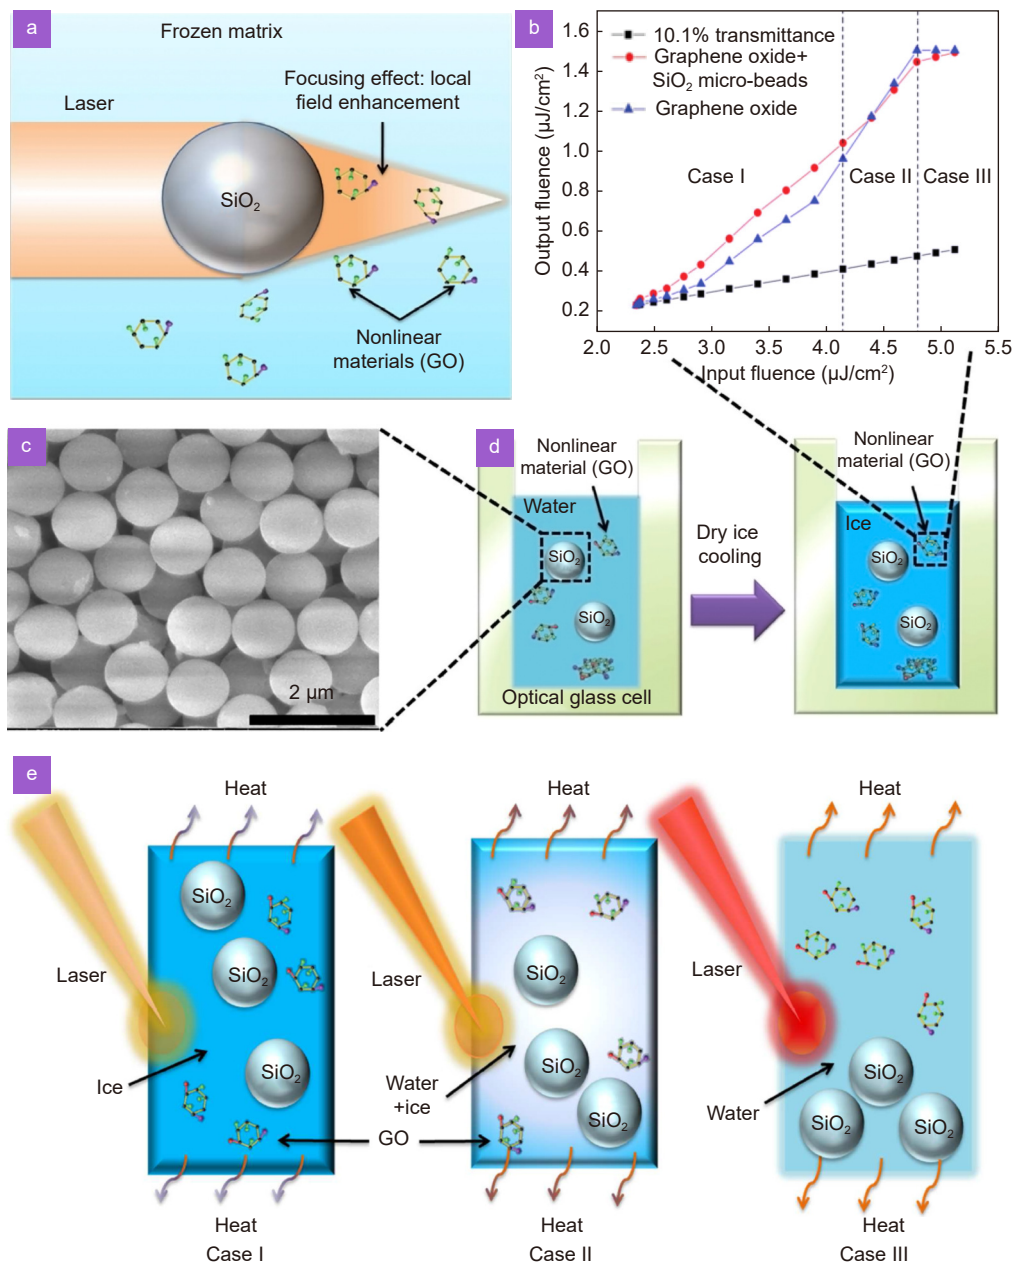 a
Frozen matrix
Focusing effect: local
field enhancement
Laser
SiO2
Nonlinear
materials (GO)
b
Output fluence (μJ/cm2)
1.6
1.4
1.2
1.0
0.8
0.6
0.4
0.2
10.1% transmittance
Graphene oxide+
SiO2 micro-beads
Graphene oxide
Case I
Case II
Case III
2.0 2.5 3.0 3.5 4.0 4.5 5.0 5.5
Input fluence (μJ/cm2)
c
2 μm
d
Nonlinear
material (GO)
Water
SiO2
SiO2
Optical glass cell
Dry ice
cooling
Nonlinear
material (GO)
Ice
SiO2
SiO2
e
Heat
SiO2
SiO2
SiO2
Laser
Ice
GO
Heat
Case I
Heat
Laser
SiO2
SiO2
SiO2
Water
+ice
Heat
Case II
Heat
Laser
Water
SiO2
SiO2
SiO2
Heat
Case III